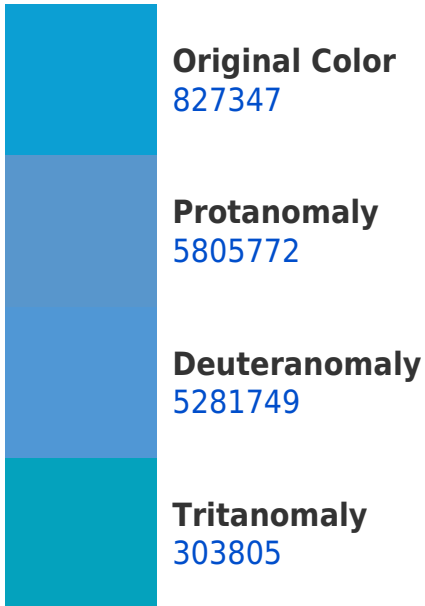 Original Color
827347
Protanomaly
5805772
Deuteranomaly
5281749
Tritanomaly
303805